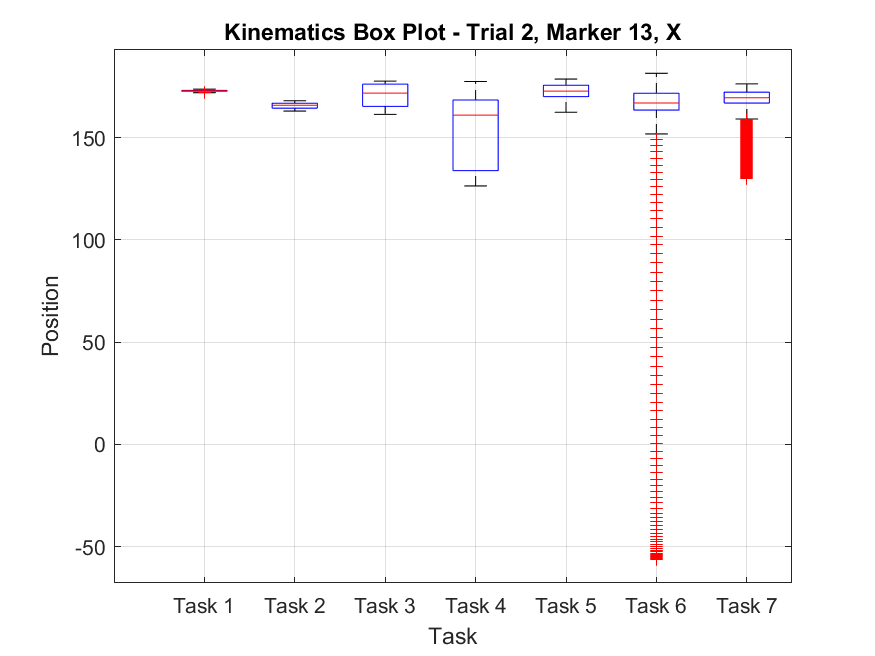 Kinematics Box Plot - Trial 2, Marker 13, X
Position
150
100
50
0
-50
Task 1 Task 2 Task 3 Task 4 Task 5 Task 6 Task 7
Task